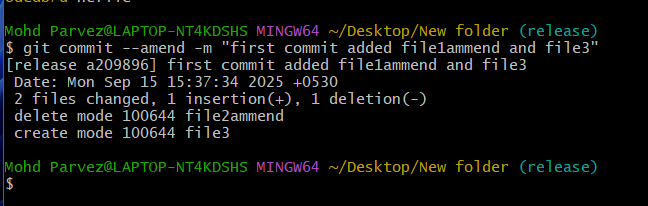 Mohd Parvez@LAPTOP-NT4KDSHS MINGW64 ~/Desktop/New folder (release)
$ git commit --amend -m "first commit added file1ammend and file3"
[release a209896] first commit added file1ammend and file3
 Date: Mon Sep 15 15:37:34 2025 +0530
 2 files changed, 1 insertion(+), 1 deletion(-)
 delete mode 100644 file2ammend
 create mode 100644 file3
Mohd Parvez@LAPTOP-NT4KDSHS MINGW64 ~/Desktop/New folder (release)
$